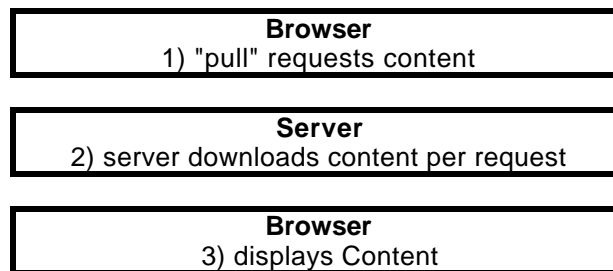 Browser
1) "pull" requests content
Server
2) server downloads content per request
Browser
3) displays Content